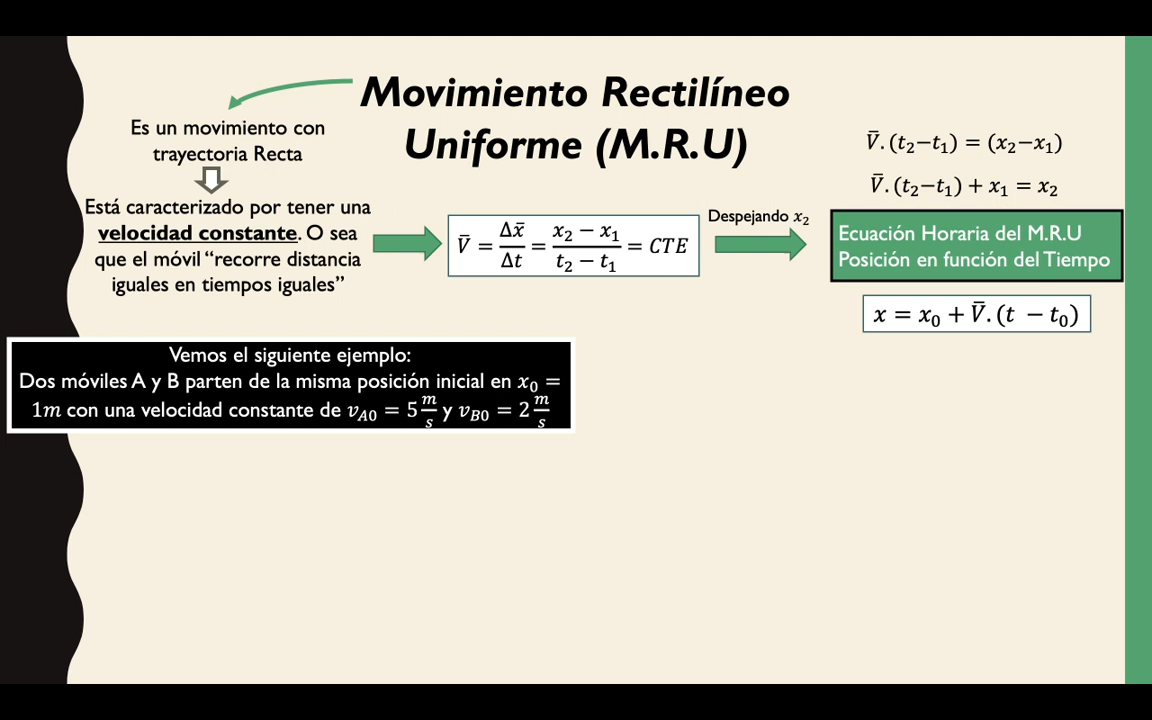 Movimiento Rectilíneo
Uniforme (M.R.U)
Es un movimiento con
trayectoria Recta
Está caracterizado por tener una
velocidad constante. O sea
que el móvil “recorre distancia
iguales en tiempos iguales”
V̄ = Δx̄/Δt = (x₂ − x₁)/(t₂ − t₁) = CTE
Despejando x₂
V̄.(t₂−t₁) = (x₂−x₁)
V̄.(t₂−t₁) + x₁ = x₂
Ecuación Horaria del M.R.U
Posición en función del Tiempo
x = x₀ + V̄.(t − t₀)
Vemos el siguiente ejemplo:
Dos móviles A y B parten de la misma posición inicial en x₀ =
1m con una velocidad constante de v_A0 = 5 m/s y v_B0 = 2 m/s